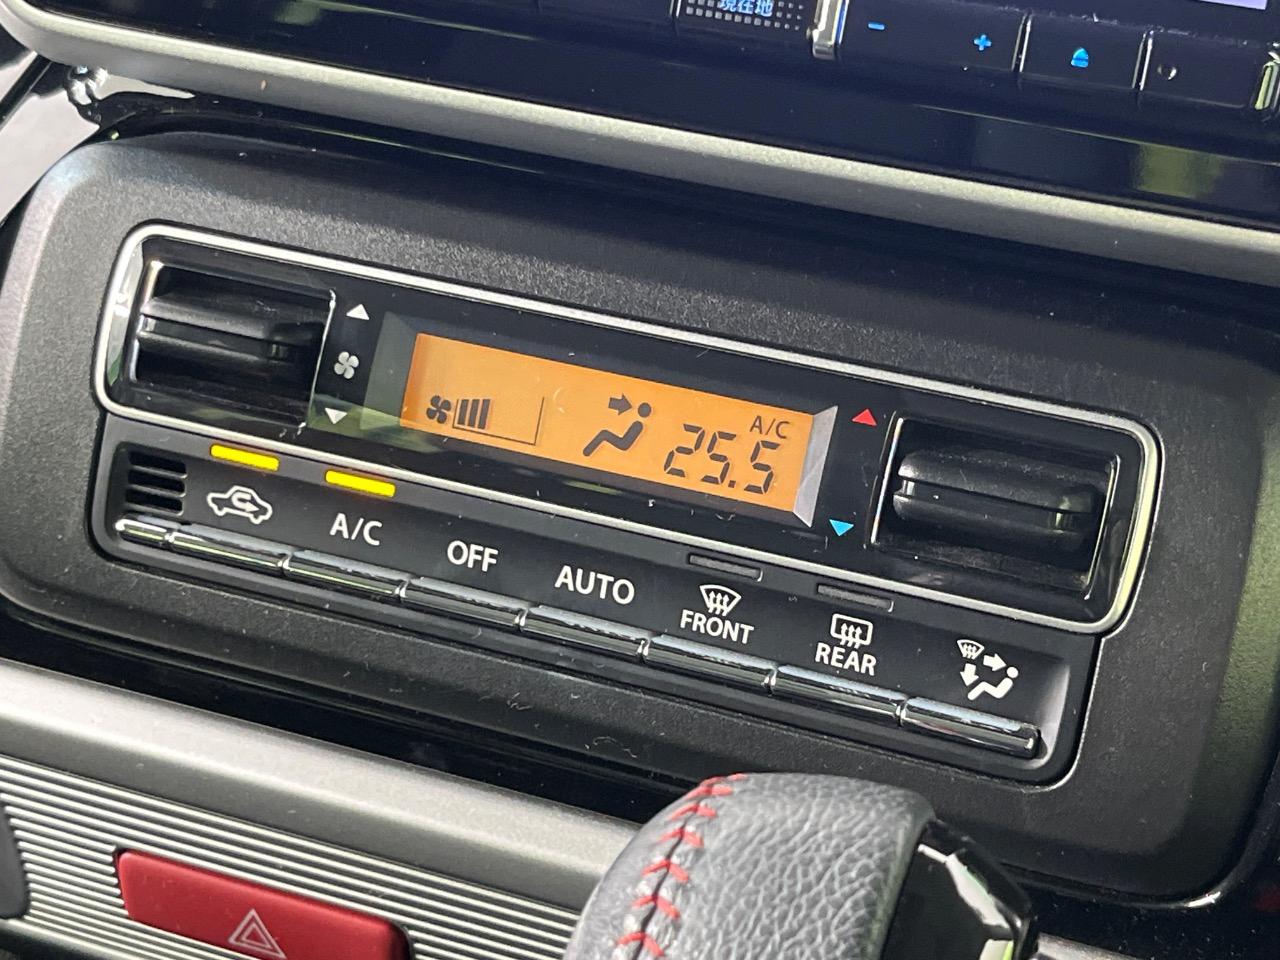 現在地
−
+
A/C
25.5
A/C
OFF
AUTO
FRONT
REAR